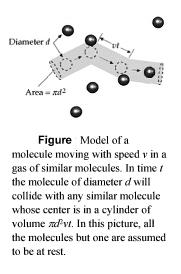 Diameter d
vt
Area = πd²
Figure Model of a
molecule moving with speed v in a
gas of similar molecules. In time t
the molecule of diameter d will
collide with any similar molecule
whose center is in a cylinder of
volume πd²vt. In this picture, all
the molecules but one are assumed
to be at rest.